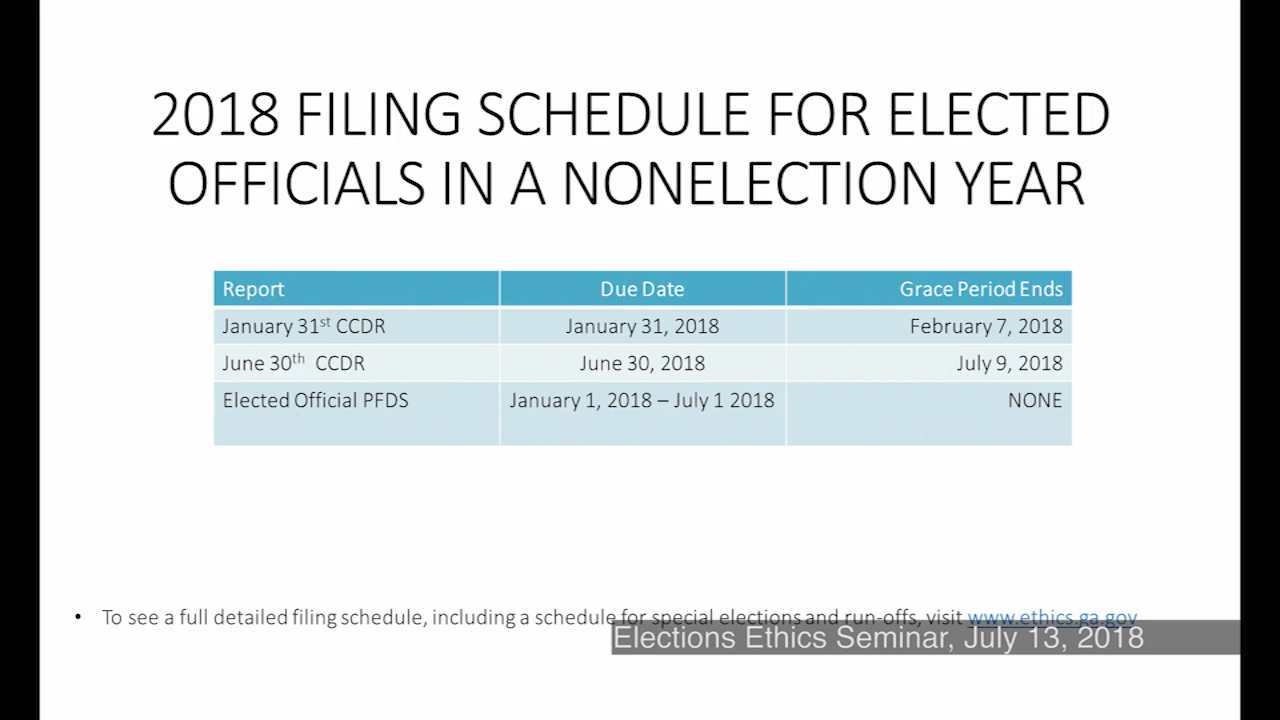 2018 FILING SCHEDULE FOR ELECTED
OFFICIALS IN A NONELECTION YEAR
Report Due Date Grace Period Ends
January 31st CCDR January 31, 2018 February 7, 2018
June 30th CCDR June 30, 2018 July 9, 2018
Elected Official PFDS January 1, 2018 – July 1 2018 NONE
• To see a full detailed filing schedule, including a schedule for special elections and run-offs, visit www.ethics.ga.gov
Elections Ethics Seminar, July 13, 2018